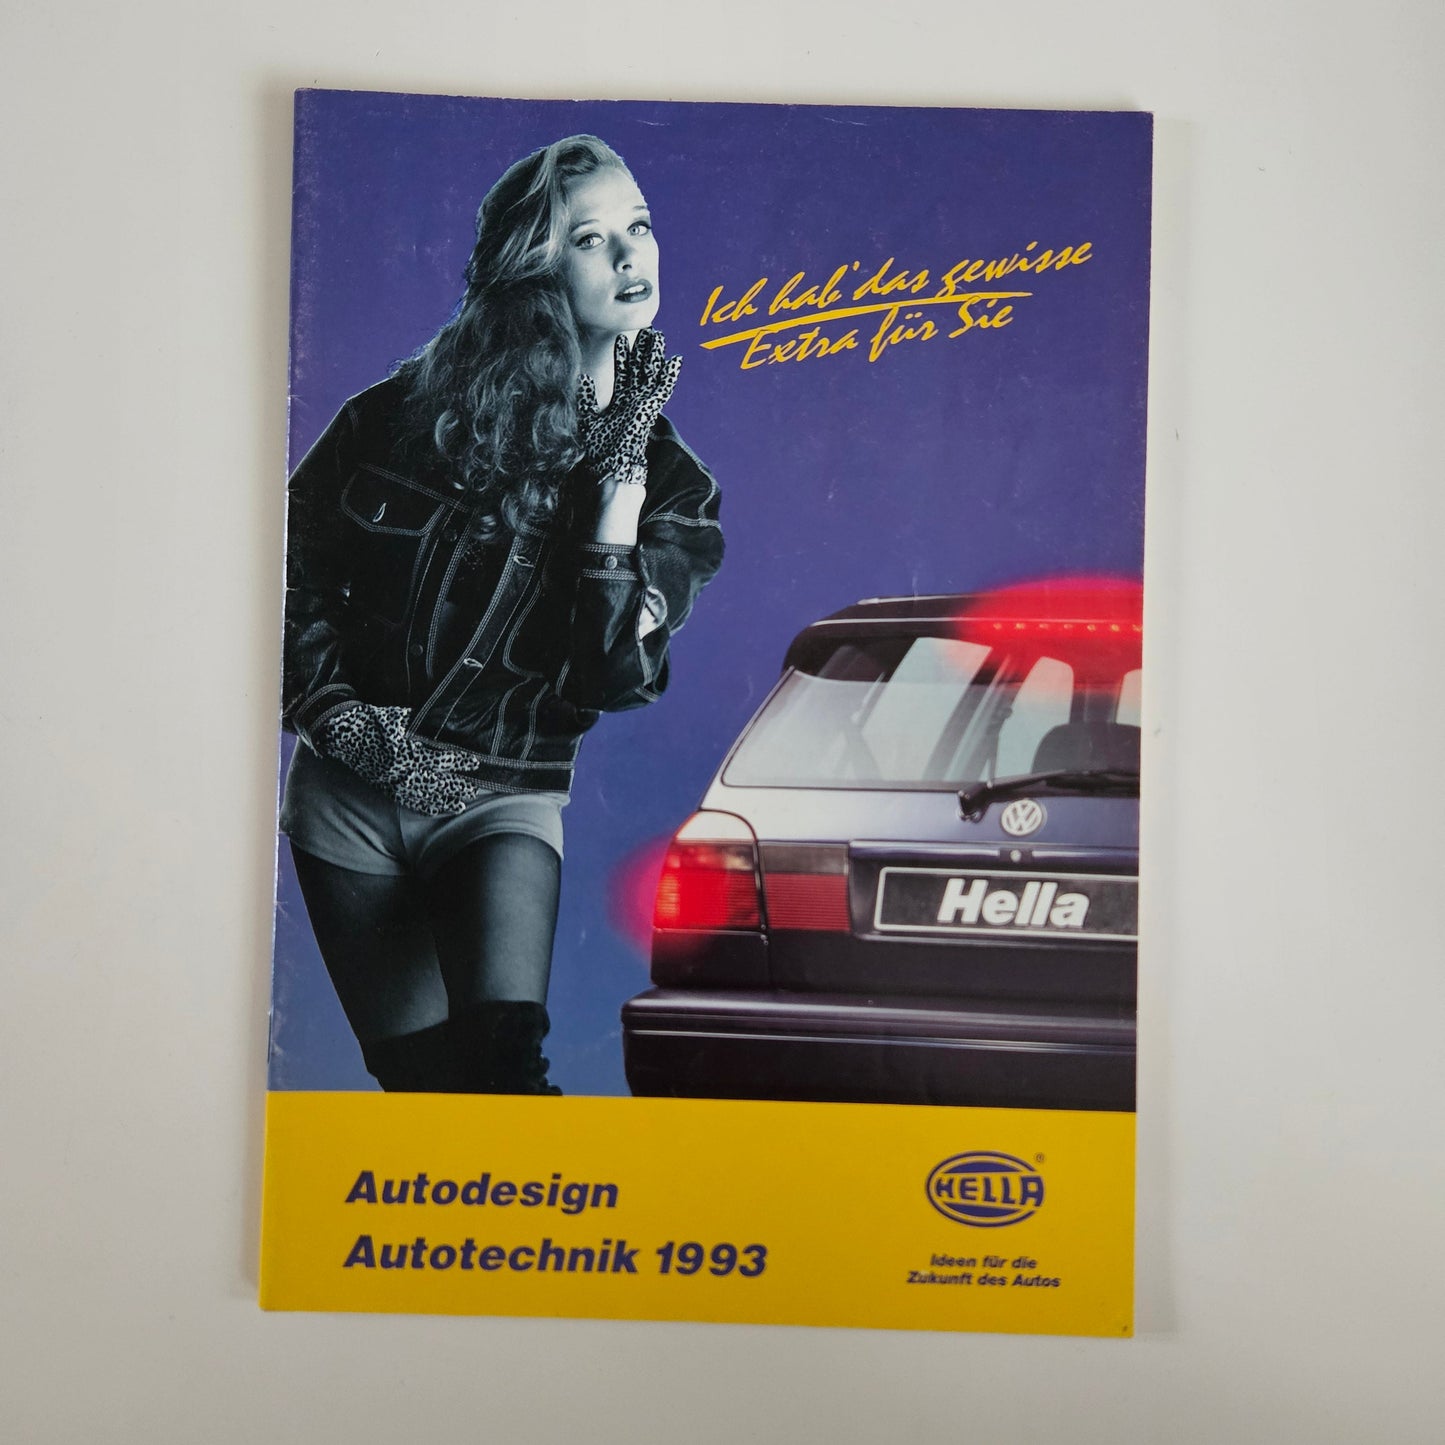 Ich hab' das gewisse
Extra für Sie
Hella
Autodesign
Autotechnik 1993
HELLA®
Ideen für die
Zukunft des Autos